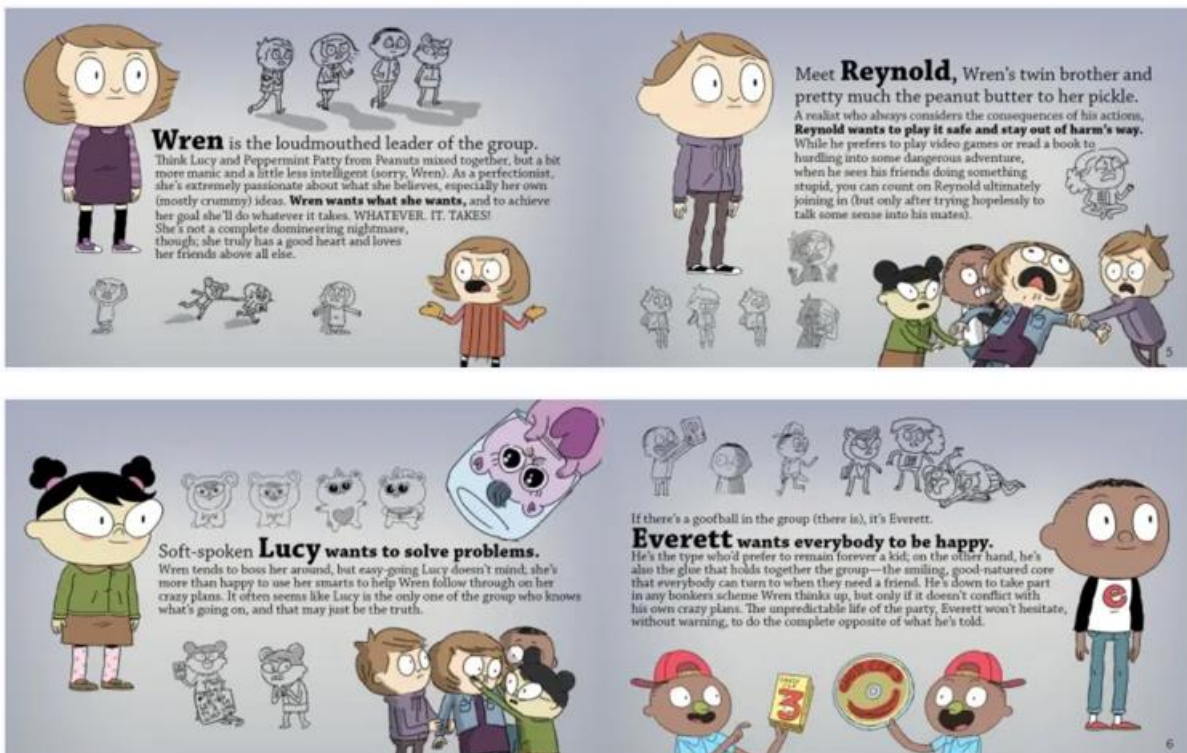 Wren is the loudmouthed leader of the group.
Think Lucy and Peppermint Patty from Peanuts mixed together, but a bit
more manic and a little less intelligent (sorry, Wren). As a perfectionist,
she's extremely passionate about what she believes, especially her own
(mostly crummy) ideas. Wren wants what she wants, and to achieve
her goal she'll do whatever it takes. WHATEVER. IT. TAKES!
She's not a complete domineering nightmare,
though; she truly has a good heart and loves
her friends above all else.
Meet Reynold, Wren's twin brother and
pretty much the peanut butter to her pickle.
A realist who always considers the consequences of his actions,
Reynold wants to play it safe and stay out of harm's way.
While he prefers to play video games or read a book to
hurdling into some dangerous adventure,
when he sees his friends doing something
stupid, you can count on Reynold ultimately
joining in (but only after trying hopelessly to
talk some sense into his mates).
5
Soft-spoken Lucy wants to solve problems.
Wren tends to boss her around, but easy-going Lucy doesn't mind; she's
more than happy to use her smarts to help Wren follow through on her
crazy plans. It often seems like Lucy is the only one of the group who knows
what's going on, and that may just be the truth.
If there's a goofball in the group (there is), it's Everett.
Everett wants everybody to be happy.
He's the type who'd prefer to remain forever a kid; on the other hand, he's
also the glue that holds together the group—the smiling, good-natured core
that everybody can turn to when they need a friend. He's down to take part
in any bonkers scheme Wren thinks up, but only if it doesn't conflict with
his own crazy plans. The unpredictable life of the party, Everett won't hesitate,
without warning, to do the complete opposite of what he's told.
e
3
6